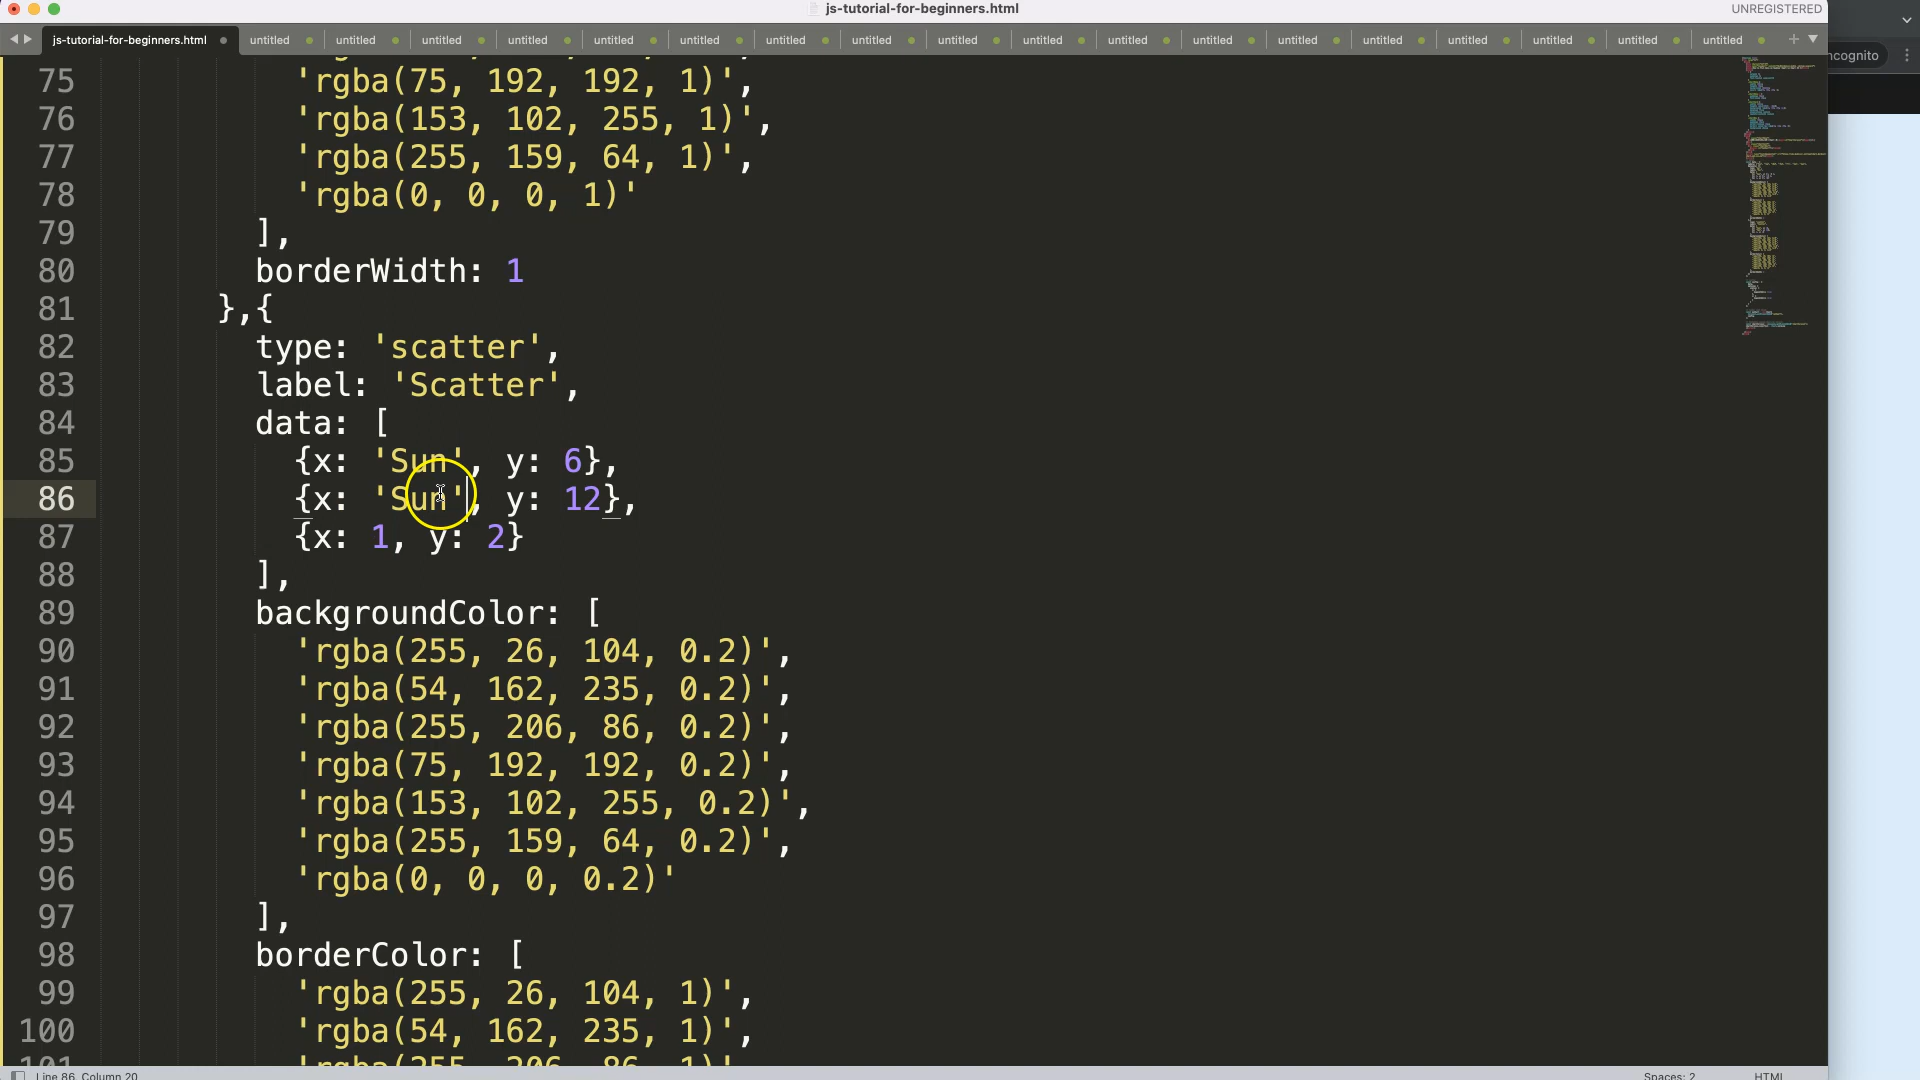 js-tutorial-for-beginners.html
UNREGISTERED
js-tutorial-for-beginners.html untitled untitled untitled untitled untitled untitled untitled untitled untitled untitled untitled untitled untitled untitled untitled untitled untitled untitled
ncognito
75 'rgba(75, 192, 192, 1)',
76 'rgba(153, 102, 255, 1)',
77 'rgba(255, 159, 64, 1)',
78 'rgba(0, 0, 0, 1)'
79 ],
80 borderWidth: 1
81 },{
82 type: 'scatter',
83 label: 'Scatter',
84 data: [
85 {x: 'Sun', y: 6},
86 {x: 'Sun', y: 12},
87 {x: 1, y: 2}
88 ],
89 backgroundColor: [
90 'rgba(255, 26, 104, 0.2)',
91 'rgba(54, 162, 235, 0.2)',
92 'rgba(255, 206, 86, 0.2)',
93 'rgba(75, 192, 192, 0.2)',
94 'rgba(153, 102, 255, 0.2)',
95 'rgba(255, 159, 64, 0.2)',
96 'rgba(0, 0, 0, 0.2)'
97 ],
98 borderColor: [
99 'rgba(255, 26, 104, 1)',
100 'rgba(54, 162, 235, 1)',
101 'rgba(255, 206, 86, 1)'
Line 86, Column 20
Spaces: 2
HTML